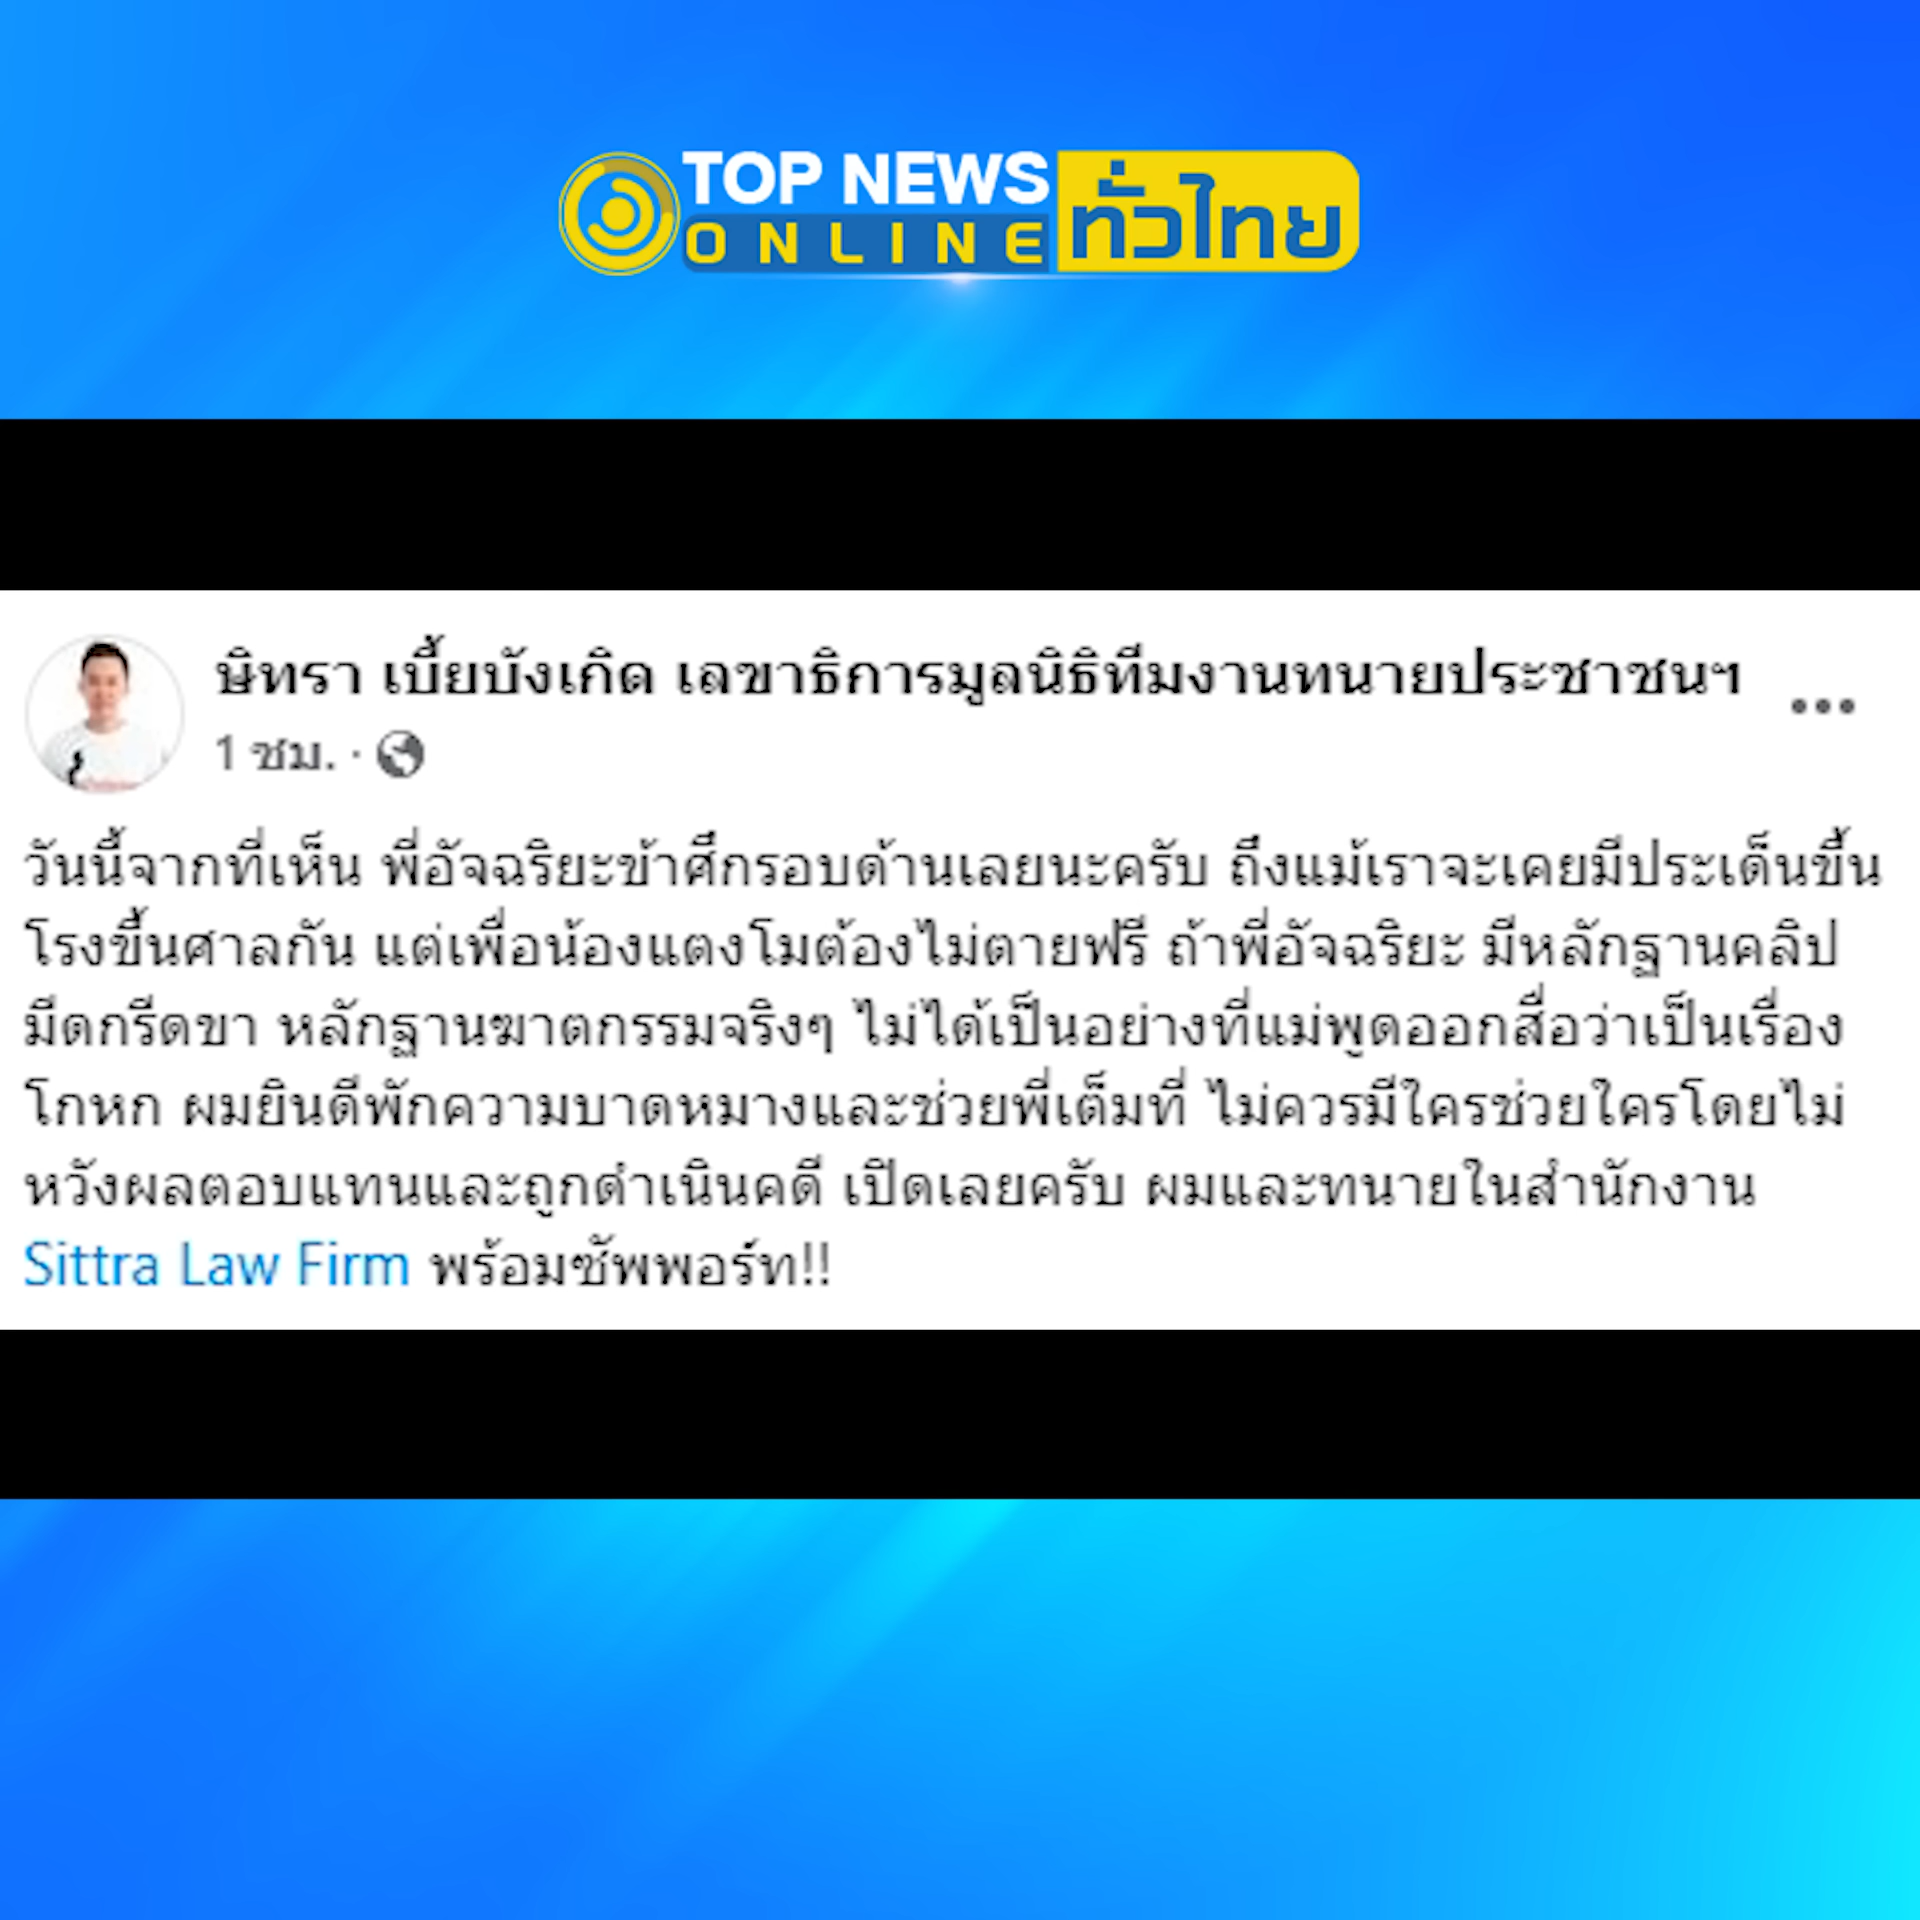 TOP NEWS
ONLINE
ทั่วไทย
ษิทรา เบี้ยบังเกิด เลขาธิการมูลนิธิทีมงานทนายประชาชนฯ
1 ชม. ·
วันนี้จากที่เห็น พี่อัจฉริยะข้าศึกรอบด้านเลยนะครับ ถึงแม้เราจะเคยมีประเด็นขึ้น
โรงขึ้นศาลกัน แต่เพื่อน้องแตงโมต้องไม่ตายฟรี ถ้าพี่อัจฉริยะ มีหลักฐานคลิป
มีดกรีดขา หลักฐานฆาตกรรมจริงๆ ไม่ได้เป็นอย่างที่แม่พูดออกสื่อว่าเป็นเรื่อง
โกหก ผมยินดีพักความบาดหมางและช่วยพี่เต็มที่ ไม่ควรมีใครช่วยใครโดยไม่
หวังผลตอบแทนและถูกดำเนินคดี เปิดเลยครับ ผมและทนายในสำนักงาน
Sittra Law Firm พร้อมซัพพอร์ท!!